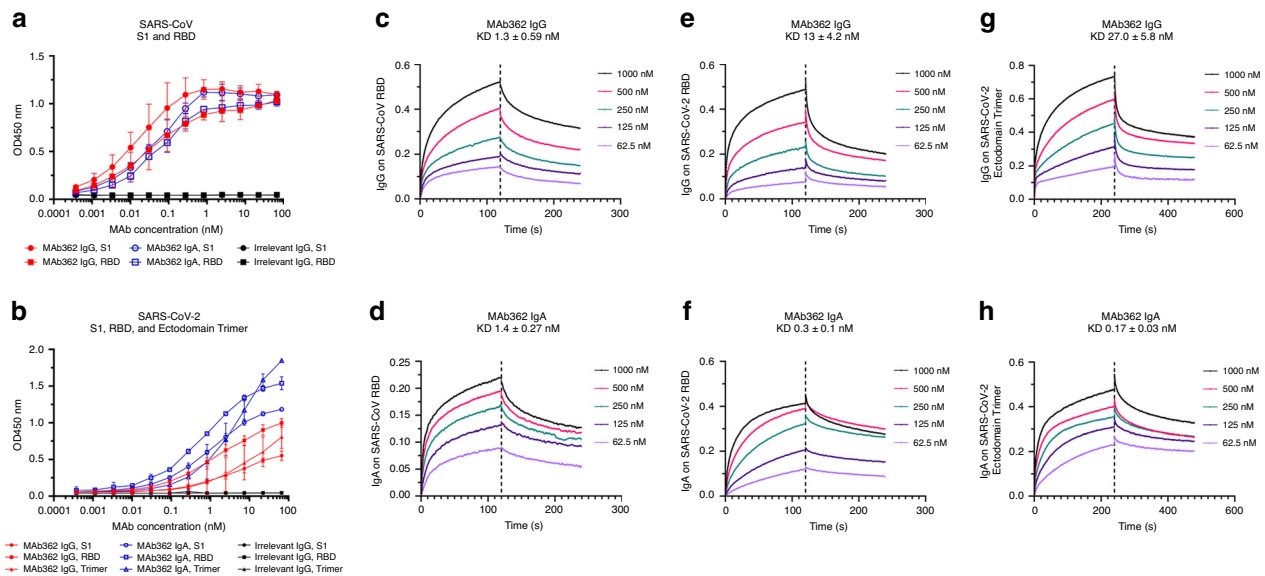 a
SARS-CoV
S1 and RBD
1.5
1.0
0.5
0.0
OD450 nm
0.0001 0.001 0.01 0.1 1 10 100
MAb concentration (nM)
MAb362 IgG, S1 MAb362 IgA, S1 Irrelevant IgG, S1
MAb362 IgG, RBD MAb362 IgA, RBD Irrelevant IgG, RBD
c
MAb362 IgG
KD 1.3 ± 0.59 nM
0.6
0.4
0.2
0.0
IgG on SARS-CoV RBD
1000 nM
500 nM
250 nM
125 nM
62.5 nM
0 100 200 300
Time (s)
e
MAb362 IgG
KD 13 ± 4.2 nM
0.6
0.4
0.2
0.0
IgG on SARS-CoV-2 RBD
1000 nM
500 nM
250 nM
125 nM
62.5 nM
0 100 200 300
Time (s)
g
MAb362 IgG
KD 27.0 ± 5.8 nM
0.8
0.6
0.4
0.2
0.0
IgG on SARS-CoV-2
Ectodomain Trimer
1000 nM
500 nM
250 nM
125 nM
62.5 nM
0 200 400 600
Time (s)
b
SARS-CoV-2
S1, RBD, and Ectodomain Trimer
2.0
1.5
1.0
0.5
0.0
OD450 nm
0.0001 0.001 0.01 0.1 1 10 100
MAb concentration (nM)
MAb362 IgG, S1 MAb362 IgA, S1 Irrelevant IgG, S1
MAb362 IgG, RBD MAb362 IgA, RBD Irrelevant IgG, RBD
MAb362 IgG, Trimer MAb362 IgA, Trimer Irrelevant IgG, Trimer
d
MAb362 IgA
KD 1.4 ± 0.27 nM
0.25
0.20
0.15
0.10
0.05
0.00
IgA on SARS-CoV RBD
1000 nM
500 nM
250 nM
125 nM
62.5 nM
0 100 200 300
Time (s)
f
MAb362 IgA
KD 0.3 ± 0.1 nM
0.6
0.4
0.2
0.0
IgA on SARS-CoV-2 RBD
1000 nM
500 nM
250 nM
125 nM
62.5 nM
0 100 200 300
Time (s)
h
MAb362 IgA
KD 0.17 ± 0.03 nM
0.6
0.4
0.2
0.0
IgA on SARS-CoV-2
Ectodomain Trimer
1000 nM
500 nM
250 nM
125 nM
62.5 nM
0 200 400 600
Time (s)